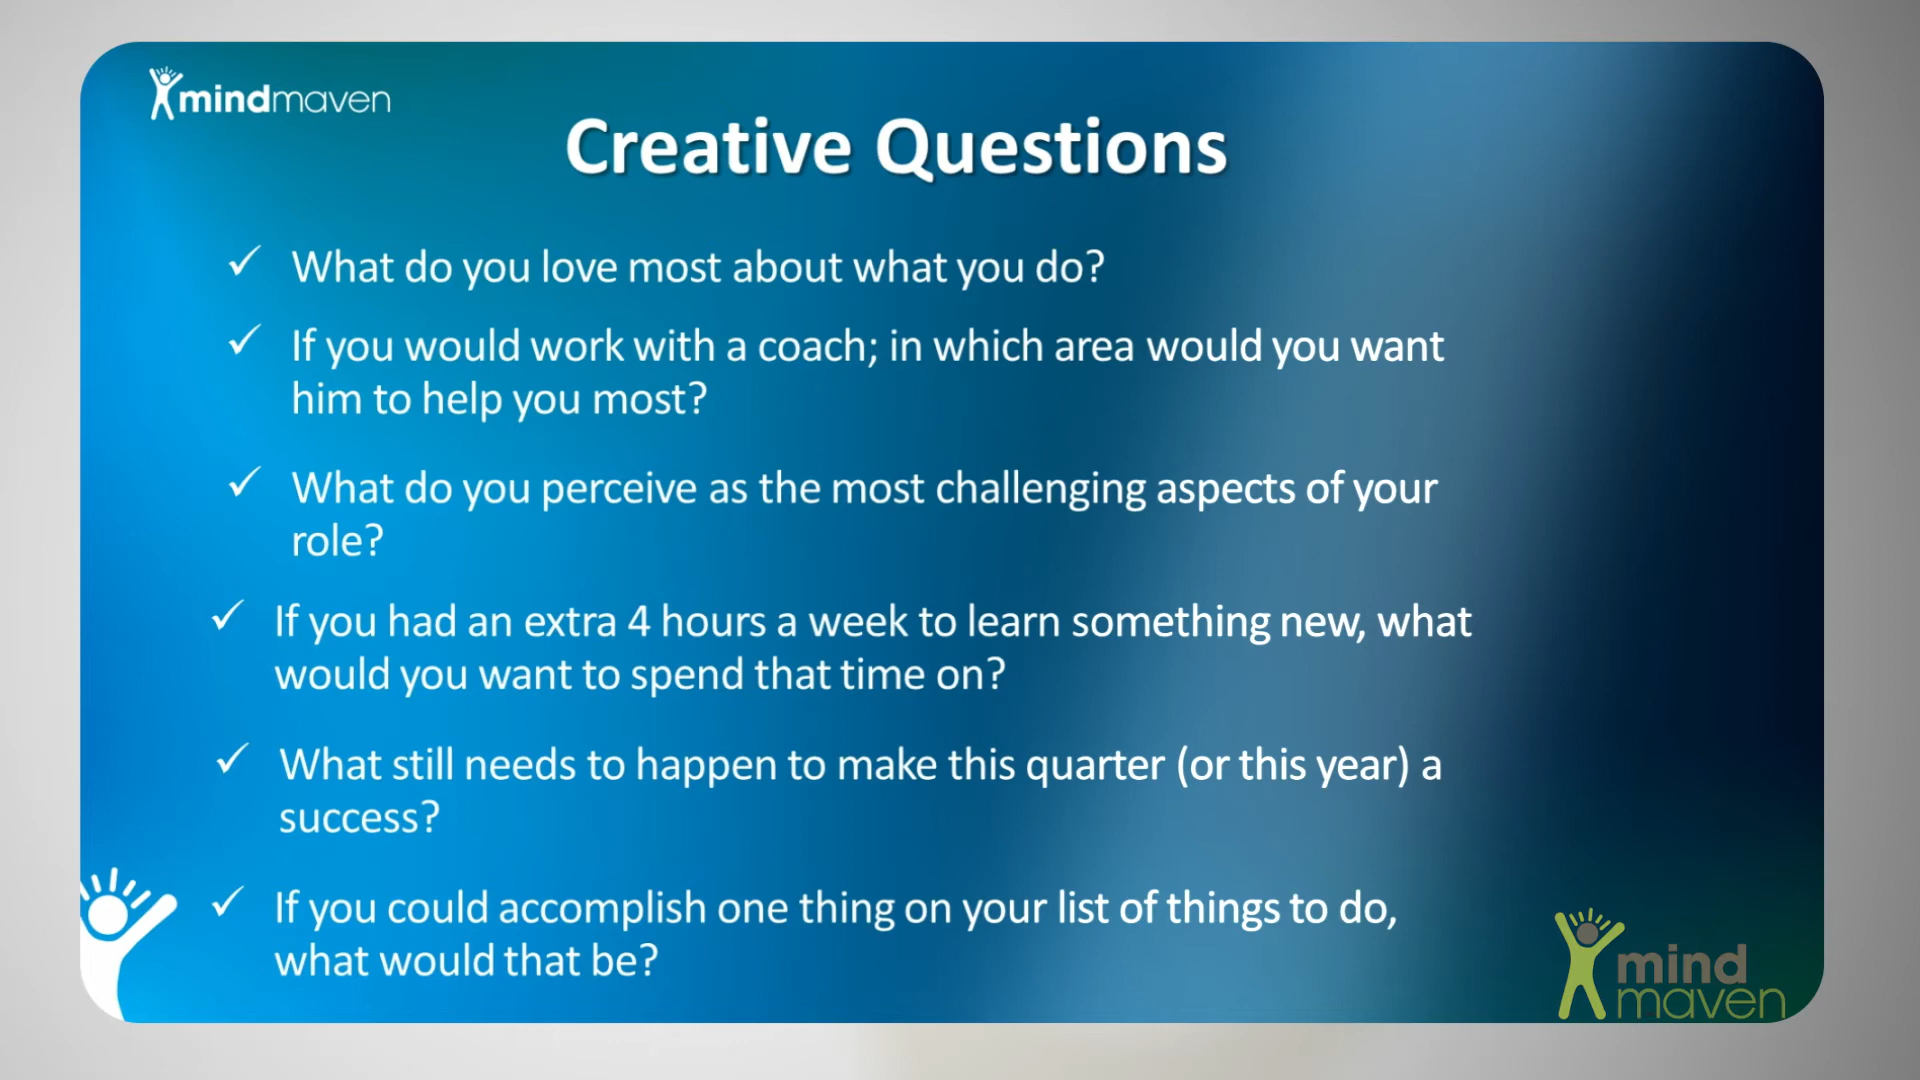 mindmaven
Creative Questions
✓ What do you love most about what you do?
✓ If you would work with a coach; in which area would you want
him to help you most?
✓ What do you perceive as the most challenging aspects of your
role?
✓ If you had an extra 4 hours a week to learn something new, what
would you want to spend that time on?
✓ What still needs to happen to make this quarter (or this year) a
success?
✓ If you could accomplish one thing on your list of things to do,
what would that be?
mind
maven